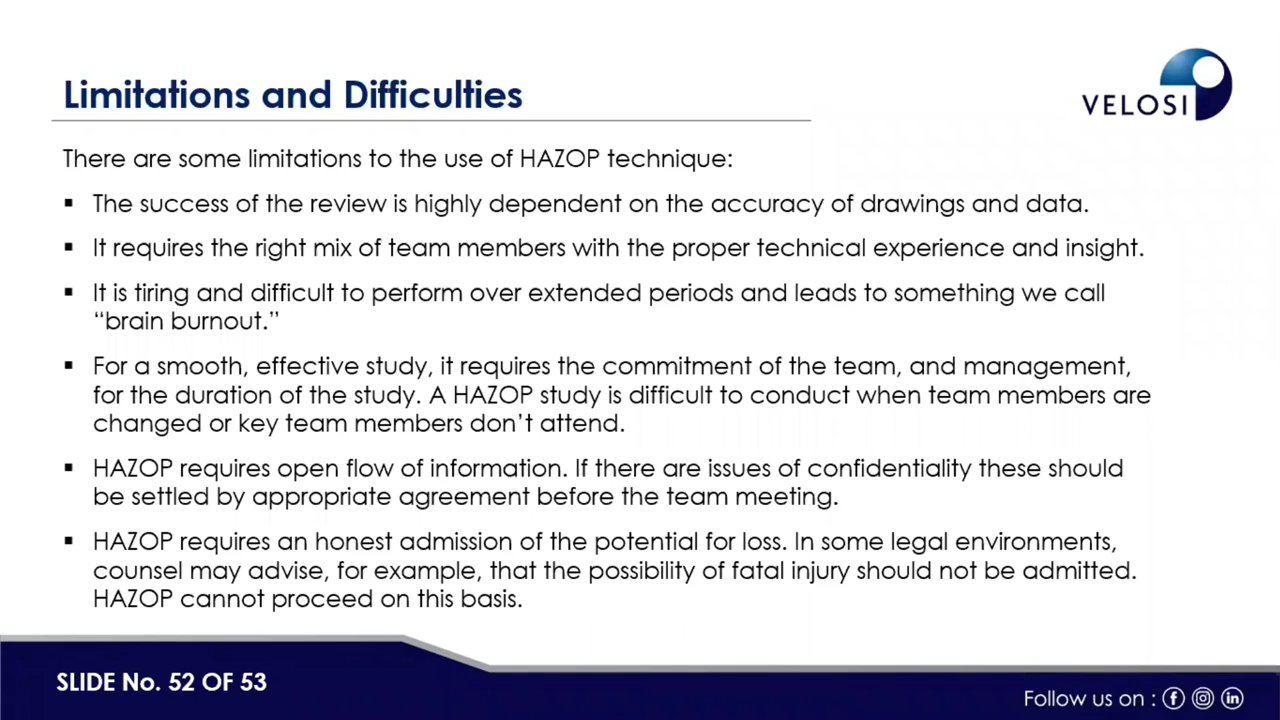 Limitations and Difficulties
VELOSI
There are some limitations to the use of HAZOP technique:
▪ The success of the review is highly dependent on the accuracy of drawings and data.
▪ It requires the right mix of team members with the proper technical experience and insight.
▪ It is tiring and difficult to perform over extended periods and leads to something we call
“brain burnout.”
▪ For a smooth, effective study, it requires the commitment of the team, and management,
for the duration of the study. A HAZOP study is difficult to conduct when team members are
changed or key team members don’t attend.
▪ HAZOP requires open flow of information. If there are issues of confidentiality these should
be settled by appropriate agreement before the team meeting.
▪ HAZOP requires an honest admission of the potential for loss. In some legal environments,
counsel may advise, for example, that the possibility of fatal injury should not be admitted.
HAZOP cannot proceed on this basis.
SLIDE No. 52 OF 53
Follow us on :